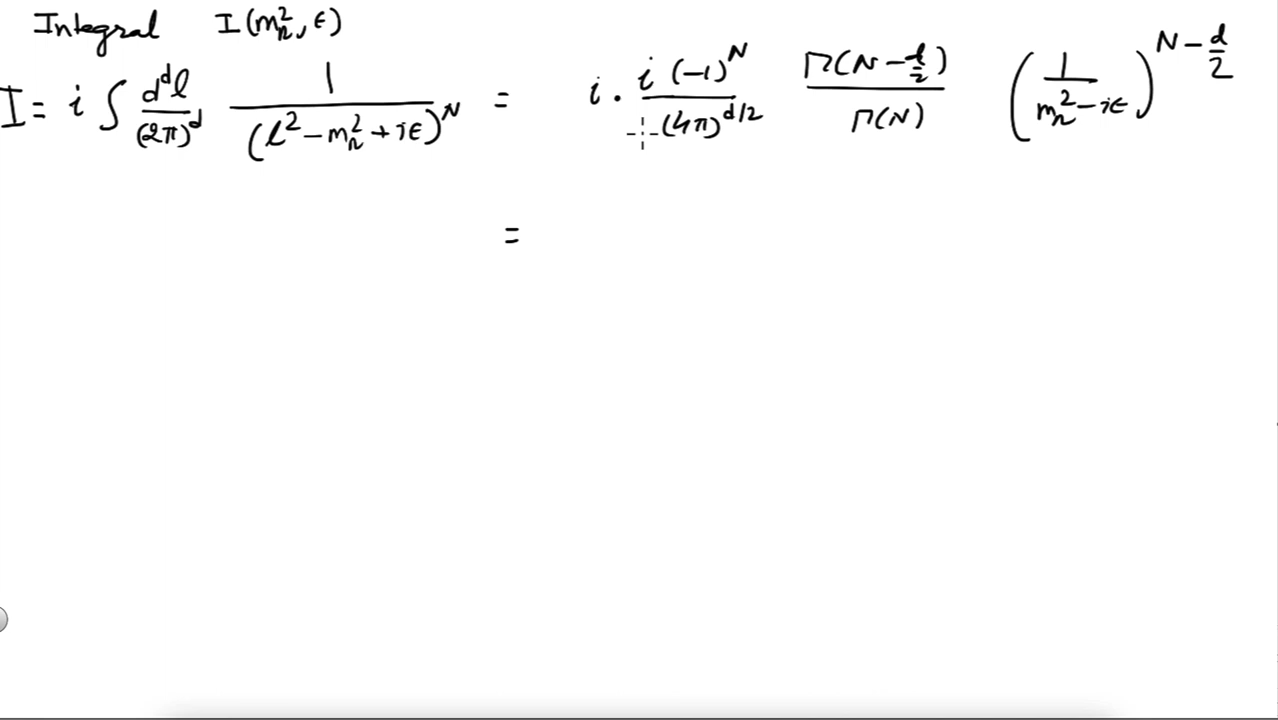 Integral I(m_n^2, ϵ)
I = i ∫ d^dl/(2π)^d 1/(l^2 - m_n^2 + iϵ)^N = i · i(-1)^N/(4π)^{d/2} Γ(N - d/2)/Γ(N) (1/(m_n^2 - iϵ))^{N - d/2}
=